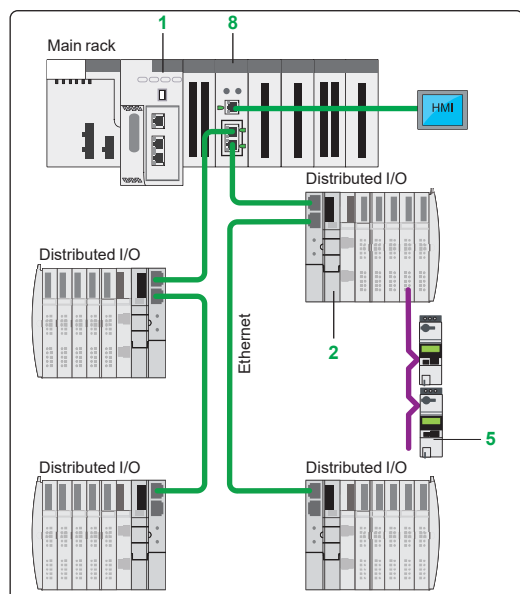 1
8
Main rack
HMI
Distributed I/O
Distributed I/O
Ethernet
2
5
Distributed I/O
Distributed I/O